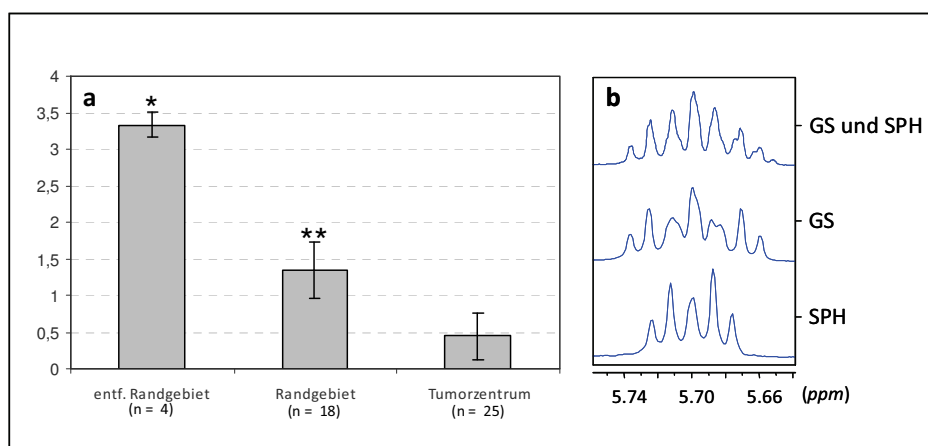 4
3,5
3
2,5
2
1,5
1
0,5
0
a
*
**
entf. Randgebiet
(n = 4)
Randgebiet
(n = 18)
Tumorzentrum
(n = 25)
b
GS und SPH
GS
SPH
5.74 5.70 5.66 (ppm)